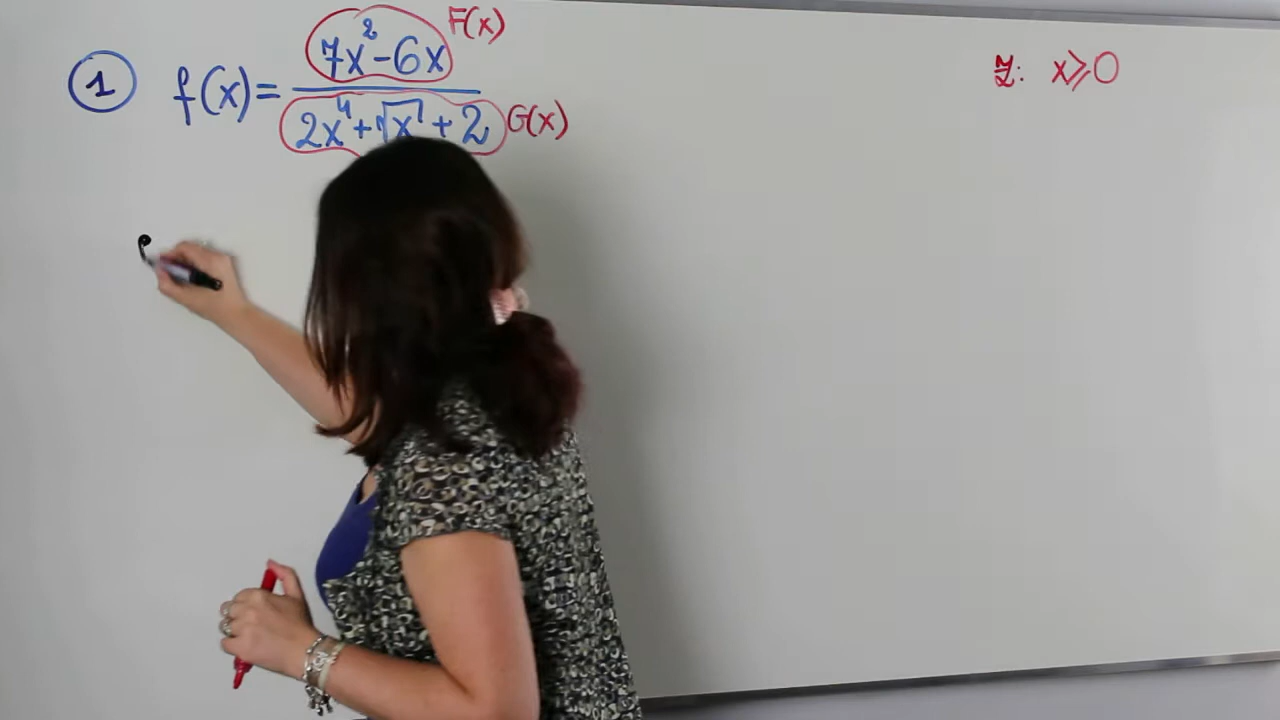 1 f(x) = (7x² - 6x) / (2x⁴ + √x + 2)
F(x)
G(x)
Z: x ⩾ 0